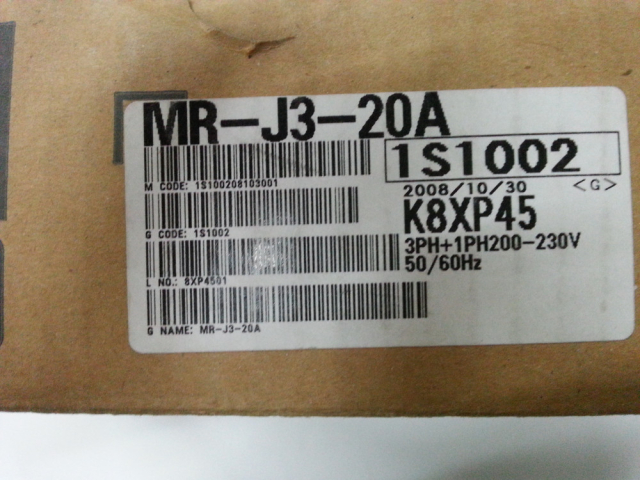 MR-J3-20A
1S1002
M CODE: 1S100208103001
2008/10/30 <G>
K8XP45
G CODE: 1S1002
3PH+1PH200-230V
50/60Hz
L NO.: 8XP4501
G NAME: MR-J3-20A